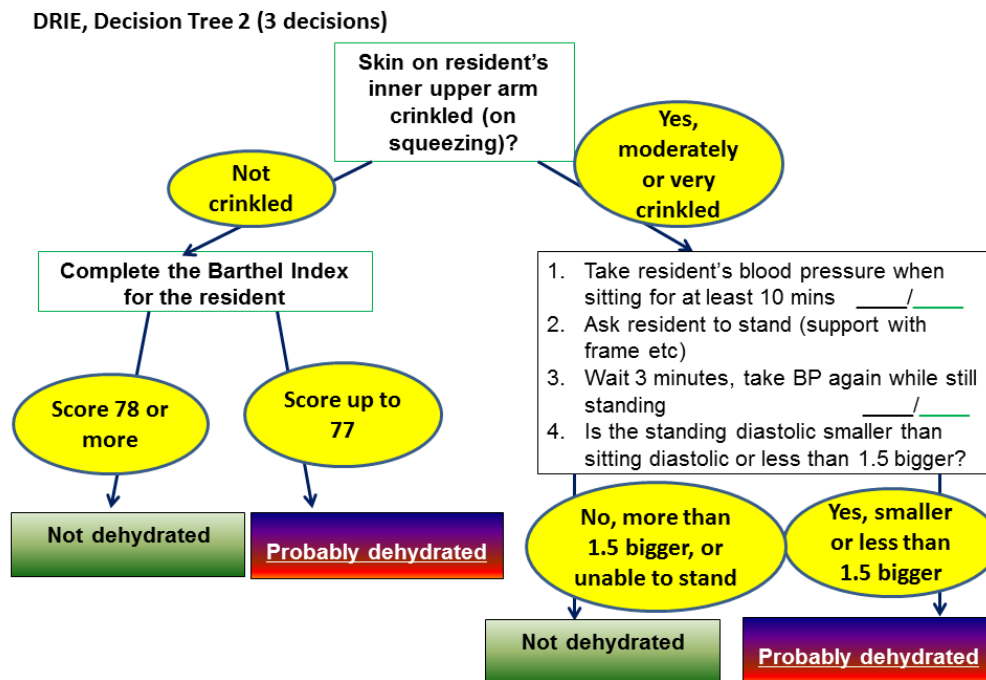 DRIE, Decision Tree 2 (3 decisions)
Skin on resident's
inner upper arm
crinkled (on
squeezing)?
Not
crinkled
Yes,
moderately
or very
crinkled
Complete the Barthel Index
for the resident
Score 78 or
more
Score up to
77
Not dehydrated
Probably dehydrated
1. Take resident's blood pressure when
sitting for at least 10 mins ____/____
2. Ask resident to stand (support with
frame etc)
3. Wait 3 minutes, take BP again while still
standing ____/____
4. Is the standing diastolic smaller than
sitting diastolic or less than 1.5 bigger?
No, more than
1.5 bigger, or
unable to stand
Yes, smaller
or less than
1.5 bigger
Not dehydrated
Probably dehydrated